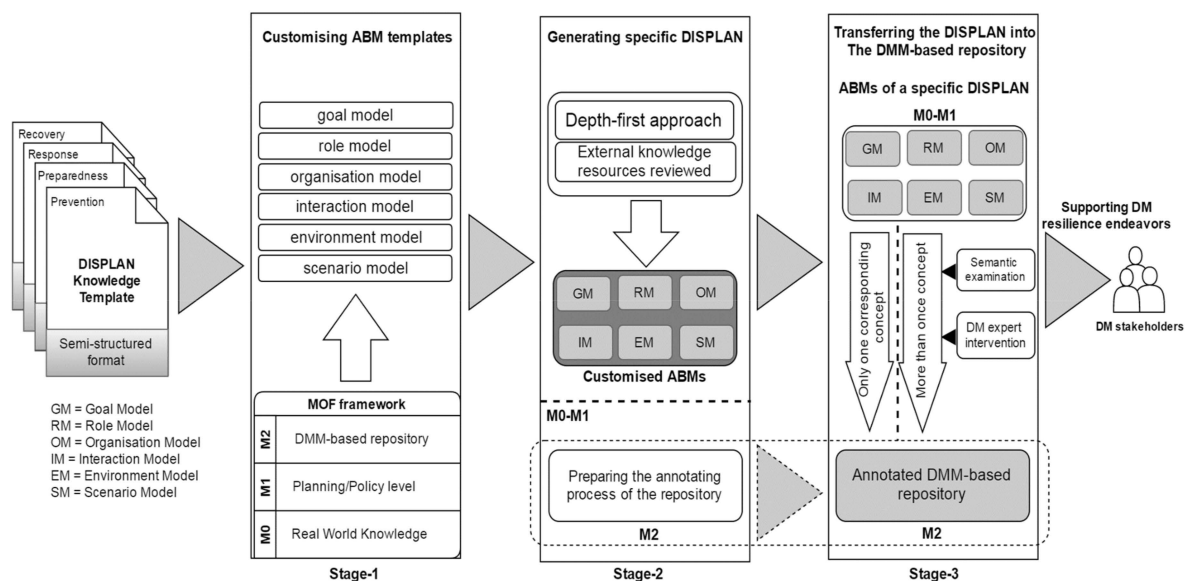 Recovery
Response
Preparedness
Prevention
DISPLAN
Knowledge
Template
Semi-structured
format
GM = Goal Model
RM = Role Model
OM = Organisation Model
IM = Interaction Model
EM = Environment Model
SM = Scenario Model
Customising ABM templates
goal model
role model
organisation model
interaction model
environment model
scenario model
MOF framework
M2
DMM-based repository
M1
Planning/Policy level
M0
Real World Knowledge
Stage-1
Generating specific DISPLAN
Depth-first approach
External knowledge
resources reviewed
GM
RM
OM
IM
EM
SM
Customised ABMs
M0-M1
Preparing the annotating
process of the repository
M2
Stage-2
Transferring the DISPLAN into
The DMM-based repository
ABMs of a specific DISPLAN
M0-M1
GM
RM
OM
IM
EM
SM
Only one corresponding
concept
More than once concept
Semantic
examination
DM expert
intervention
Annotated DMM-based
repository
M2
Stage-3
Supporting DM
resilience endeavors
DM stakeholders